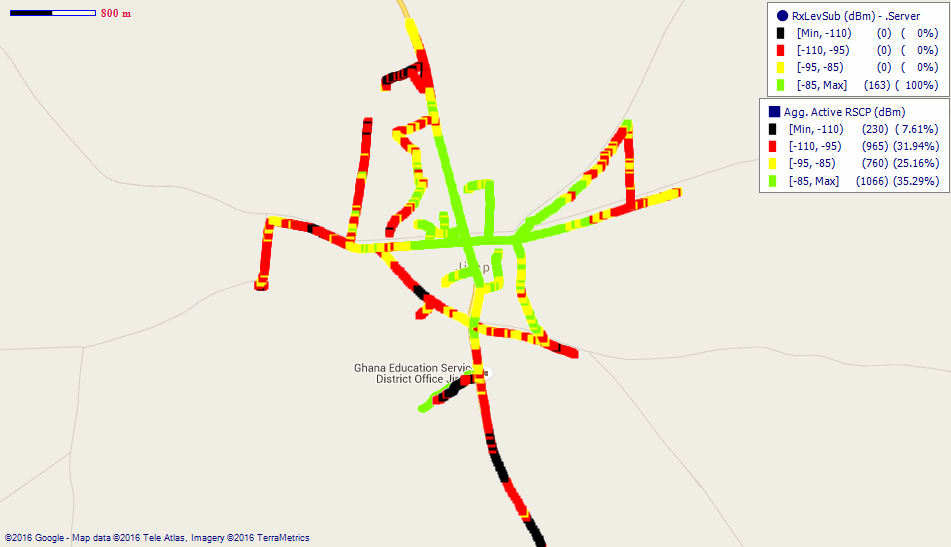 800 m
RxLevSub (dBm) - .Server
[Min, -110) (0) ( 0%)
[-110, -95) (0) ( 0%)
[-95, -85) (0) ( 0%)
[-85, Max] (163) ( 100%)
Agg. Active RSCP (dBm)
[Min, -110) (230) ( 7.61%)
[-110, -95) (965) (31.94%)
[-95, -85) (760) (25.16%)
[-85, Max] (1066) (35.29%)
Ghana Education Servic
District Office Jir
©2016 Google - Map data ©2016 Tele Atlas, Imagery ©2016 TerraMetrics